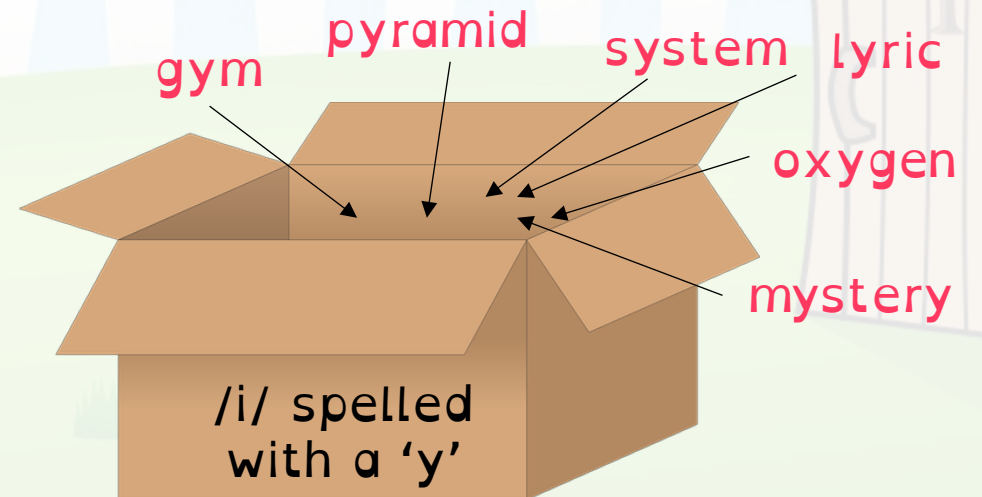 gym
pyramid
system
lyric
oxygen
mystery
/i/ spelled
with a ‘y’